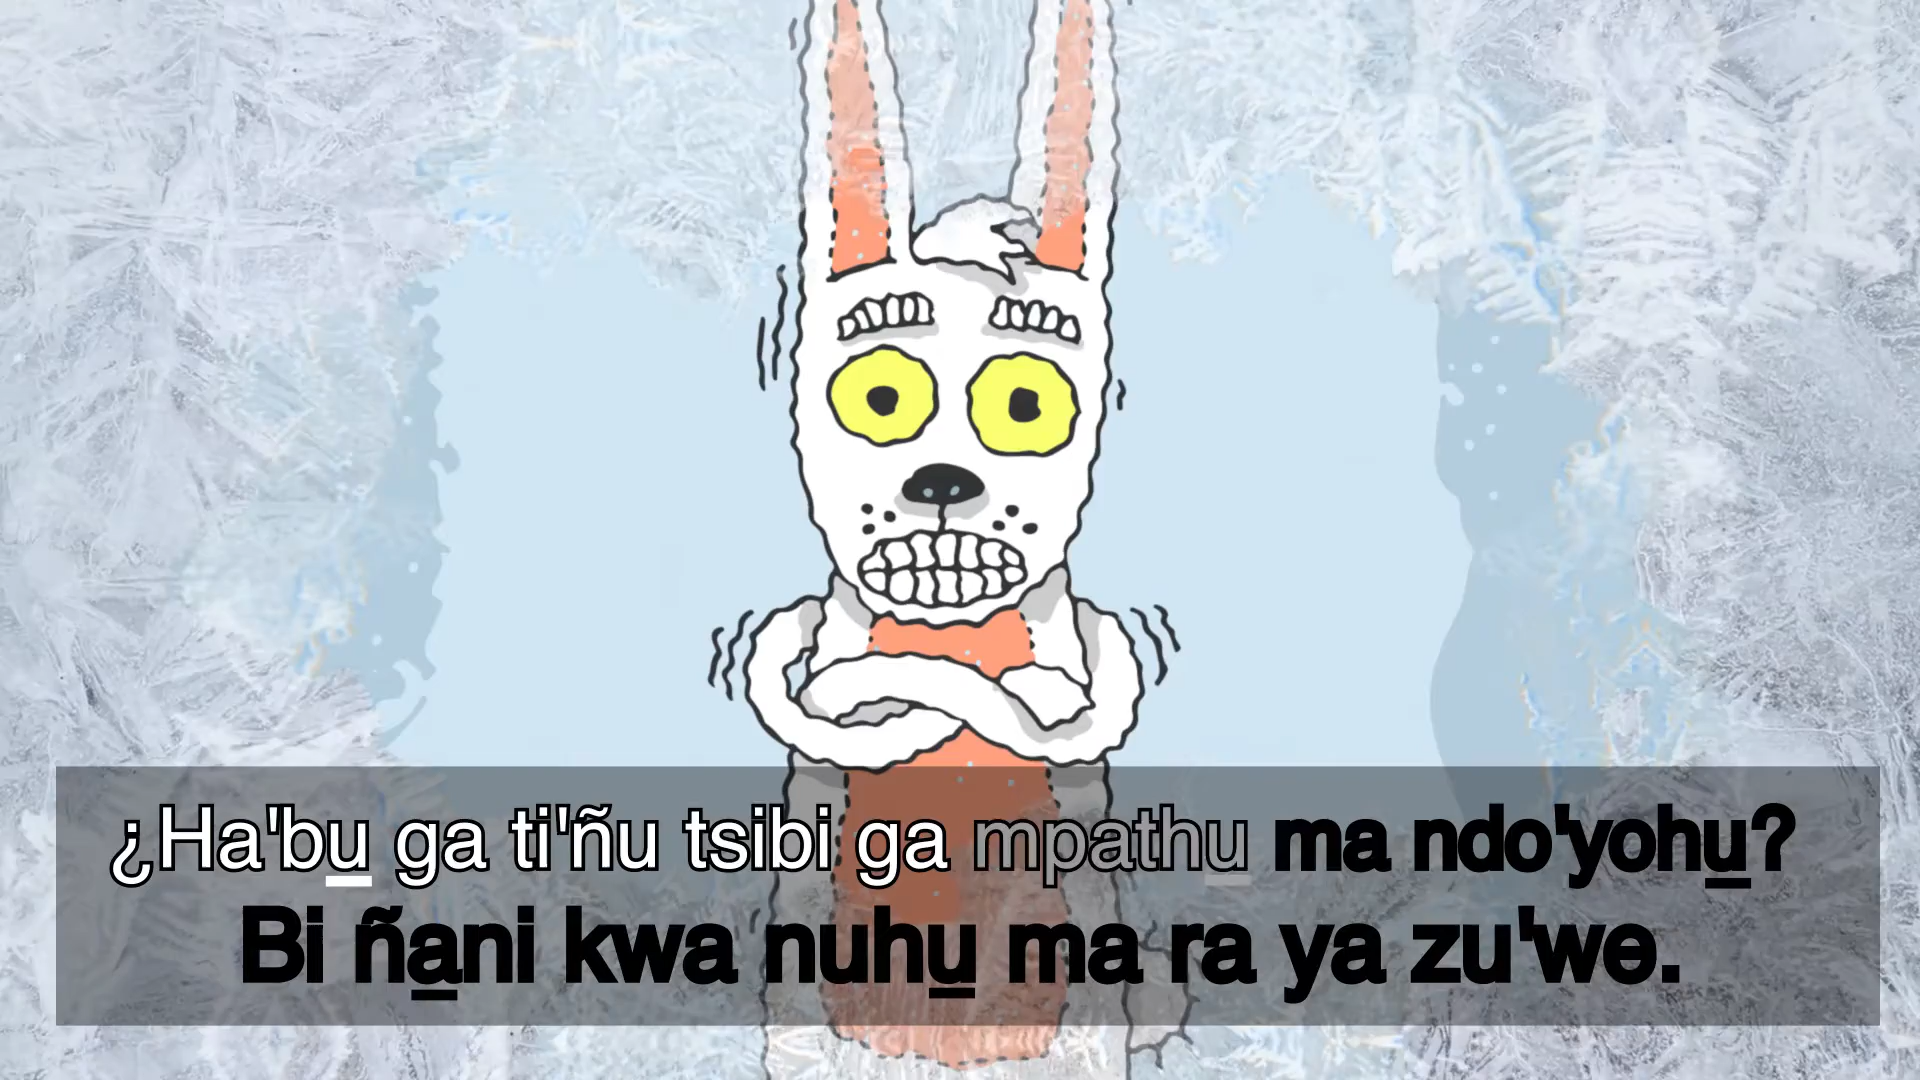 ¿Ha'bu̱ ga ti'ñu tsibi ga mpathu̱ ma ndo'yohu̱?
Bi ña̱ni kwa nuhu̱ ma ra ya zu'wɵ.